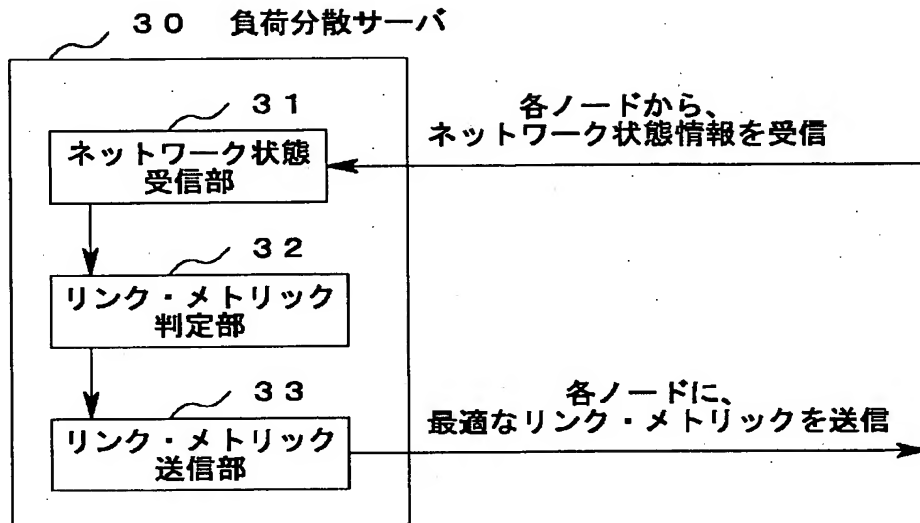 30 負荷分散サーバ
31
ネットワーク状態
受信部
各ノードから、
ネットワーク状態情報を受信
32
リンク・メトリック
判定部
33
リンク・メトリック
送信部
各ノードに、
最適なリンク・メトリックを送信